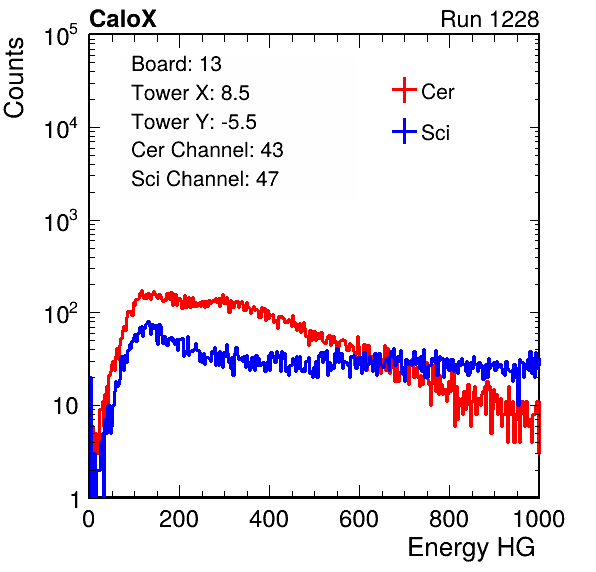 CaloX Run 1228
Counts
10^5
10^4
10^3
10^2
10
1
Board: 13
Tower X: 8.5
Tower Y: -5.5
Cer Channel: 43
Sci Channel: 47
Cer
Sci
0 200 400 600 800 1000
Energy HG